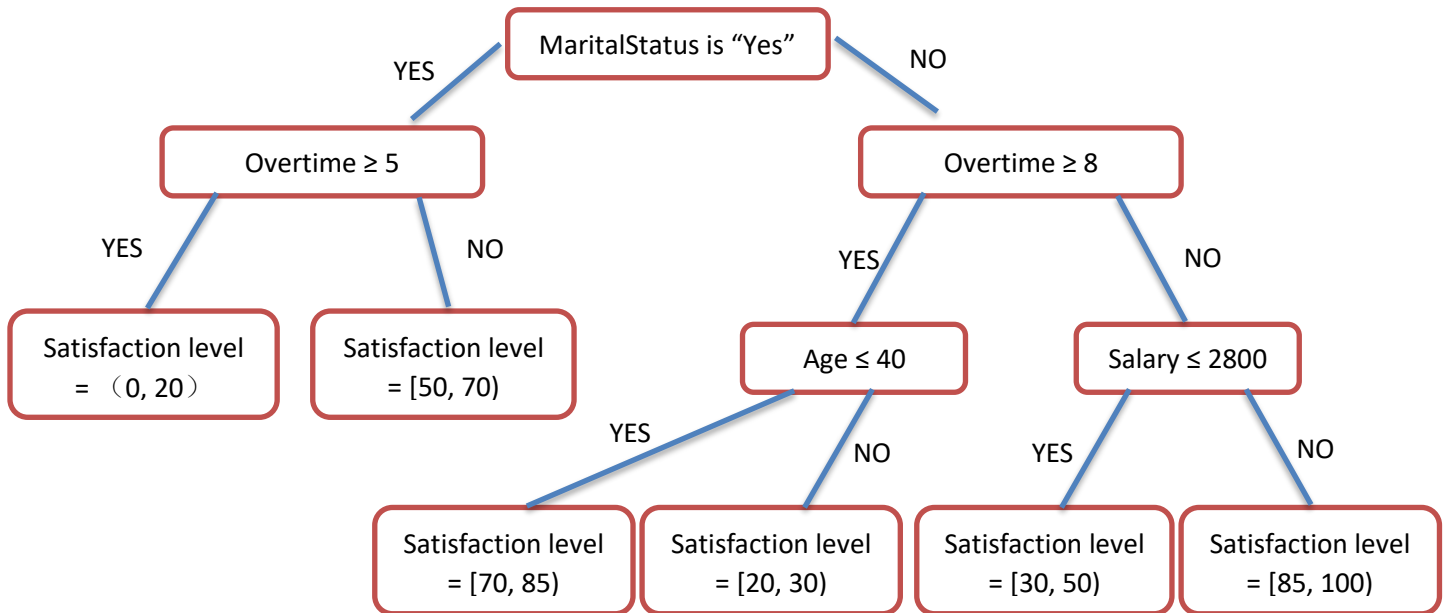 MaritalStatus is “Yes”
YES
NO
Overtime ≥ 5
Overtime ≥ 8
YES
NO
YES
NO
Satisfaction level
= （0, 20）
Satisfaction level
= [50, 70)
Age ≤ 40
Salary ≤ 2800
YES
NO
YES
NO
Satisfaction level
= [70, 85)
Satisfaction level
= [20, 30)
Satisfaction level
= [30, 50)
Satisfaction level
= [85, 100)